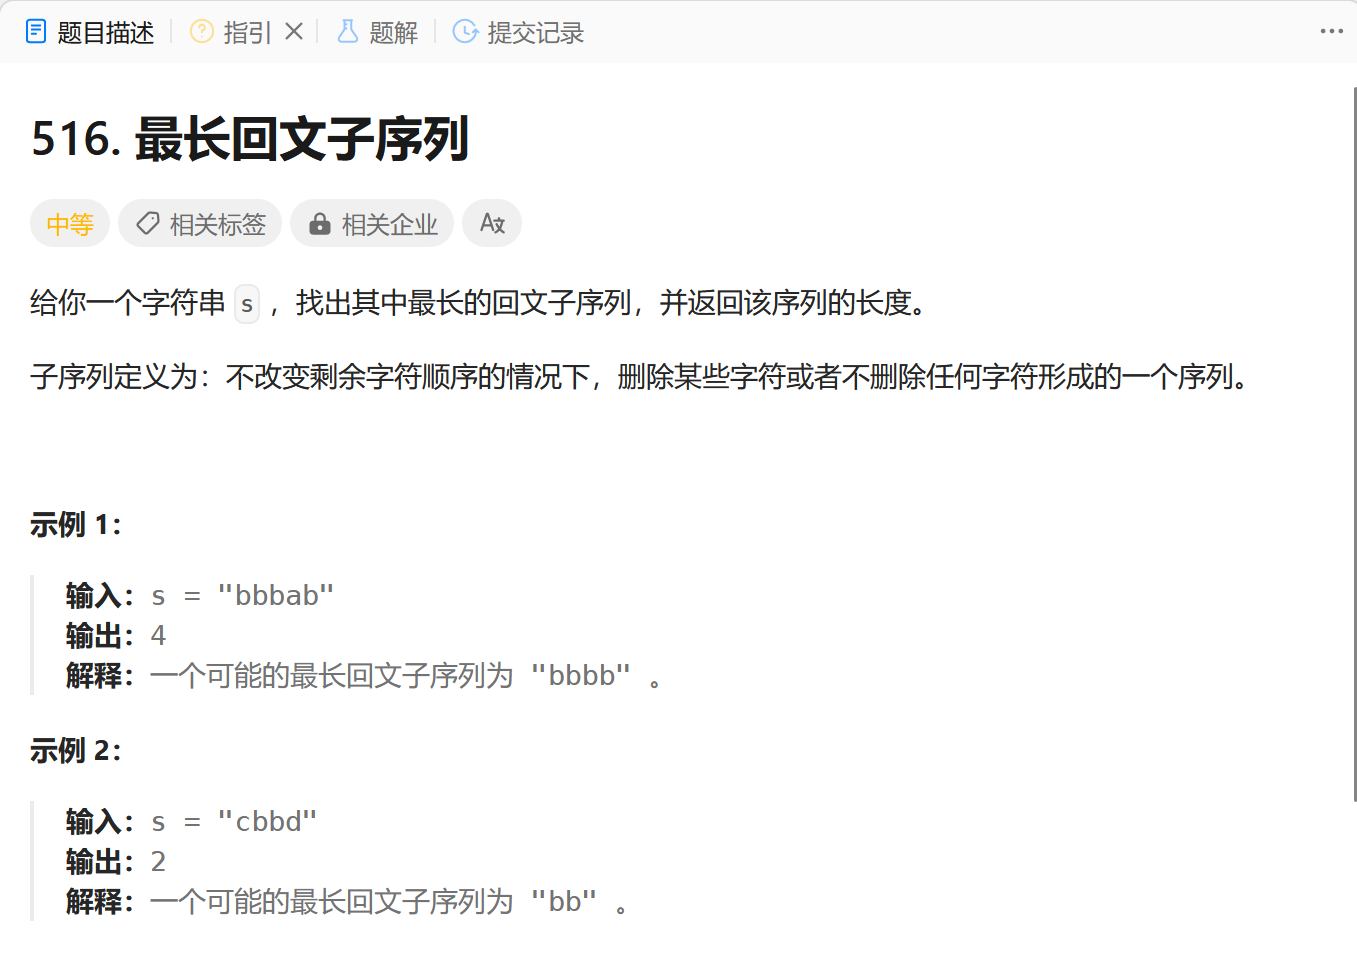 题目描述 指引 题解 提交记录
516. 最长回文子序列
中等 相关标签 相关企业
给你一个字符串 s ，找出其中最长的回文子序列，并返回该序列的长度。
子序列定义为：不改变剩余字符顺序的情况下，删除某些字符或者不删除任何字符形成的一个序列。
示例 1：
输入：s = "bbbab"
输出：4
解释：一个可能的最长回文子序列为 "bbbb" 。
示例 2：
输入：s = "cbbd"
输出：2
解释：一个可能的最长回文子序列为 "bb" 。